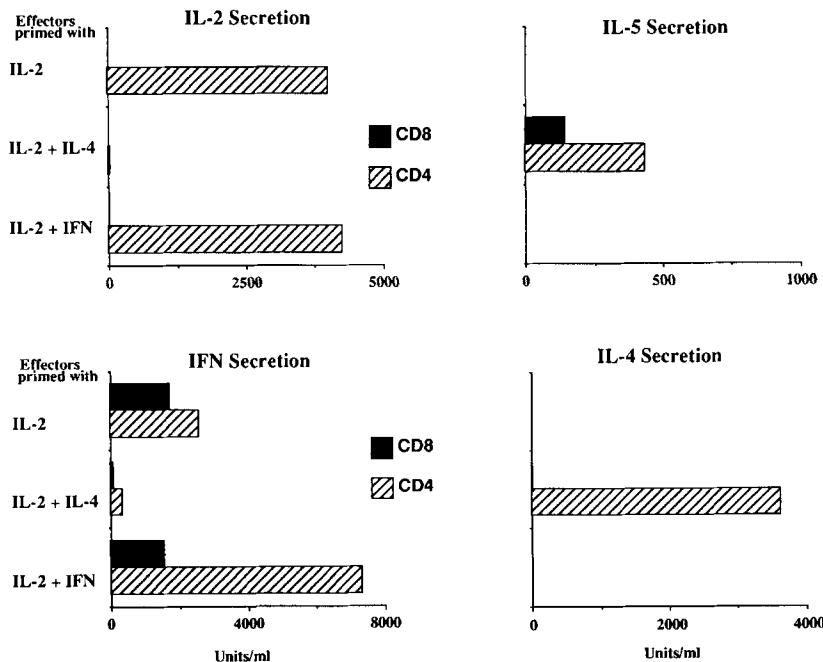 Effectors
primed with
IL-2 Secretion
IL-2
IL-2 + IL-4
IL-2 + IFN
0
2500
5000
CD8
CD4
IL-5 Secretion
0
500
1000
Effectors
primed with
IFN Secretion
IL-2
IL-2 + IL-4
IL-2 + IFN
0
4000
8000
Units/ml
CD8
CD4
IL-4 Secretion
0
2000
4000
Units/ml